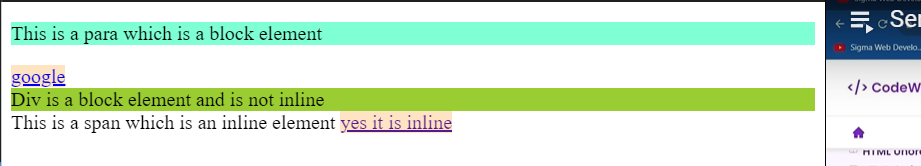 This is a para which is a block element
google
Div is a block element and is not inline
This is a span which is an inline element yes it is inline
Ser
Sigma Web Develo..
</> CodeW